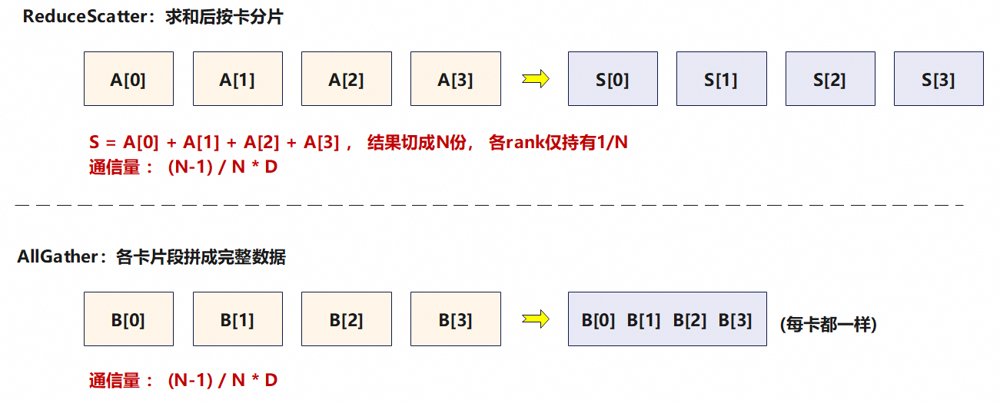 ReduceScatter：求和后按卡分片
A[0] A[1] A[2] A[3] S[0] S[1] S[2] S[3]
S = A[0] + A[1] + A[2] + A[3] ， 结果切成N份， 各rank仅持有1/N
通信量： (N-1) / N * D
AllGather：各卡片段拼成完整数据
B[0] B[1] B[2] B[3] B[0] B[1] B[2] B[3] (每卡都一样)
通信量： (N-1) / N * D